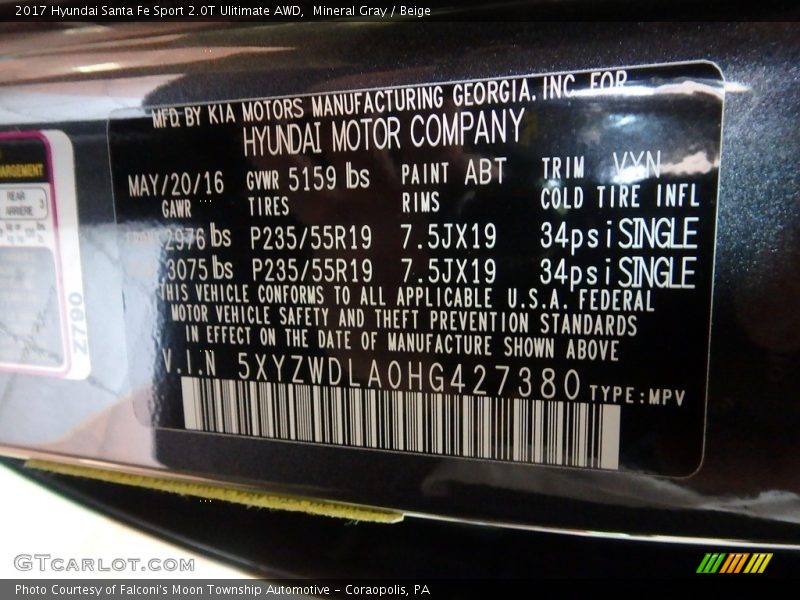 2017 Hyundai Santa Fe Sport 2.0T Ulitimate AWD,  Mineral Gray / Beige
MFD. BY KIA MOTORS MANUFACTURING GEORGIA. INC. FOR
HYUNDAI MOTOR COMPANY
MAY/20/16 GVWR 5159 lbs PAINT ABT TRIM VYN
GAWR TIRES RIMS COLD TIRE INFL
2976 lbs P235/55R19 7.5JX19 34psi SINGLE
3075 lbs P235/55R19 7.5JX19 34psi SINGLE
THIS VEHICLE CONFORMS TO ALL APPLICABLE U.S.A. FEDERAL
MOTOR VEHICLE SAFETY AND THEFT PREVENTION STANDARDS
IN EFFECT ON THE DATE OF MANUFACTURE SHOWN ABOVE
V.I.N 5XYZWDLA0HG427380 TYPE:MPV
REAR
ARRIERE 3
Z790
GTCARLOT.COM
Photo Courtesy of Falconi's Moon Township Automotive - Coraopolis, PA